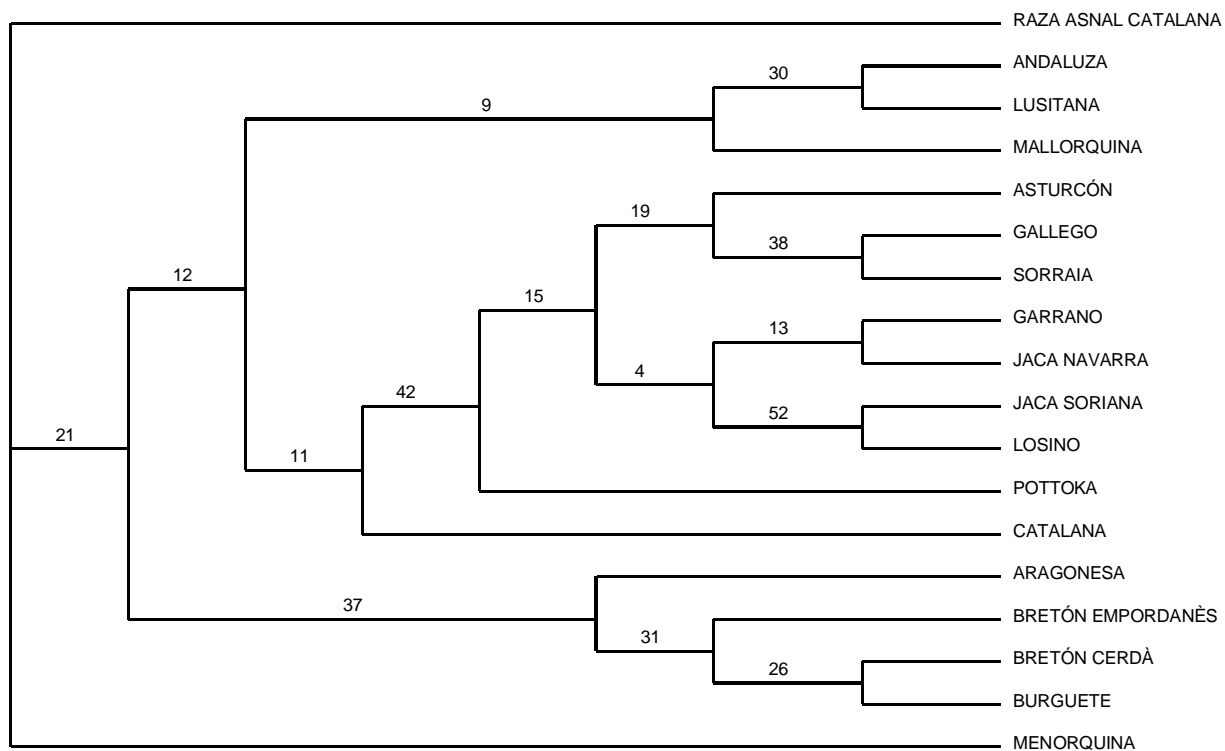 RAZA ASNAL CATALANA
ANDALUZA
30
LUSITANA
9
MALLORQUINA
ASTURCÓN
19
GALLEGO
38
SORRAIA
12
15
GARRANO
13
JACA NAVARRA
4
42
JACA SORIANA
52
LOSINO
21
11
POTTOKA
CATALANA
ARAGONESA
37
BRETÓN EMPORDANÈS
31
BRETÓN CERDÀ
26
BURGUETE
MENORQUINA